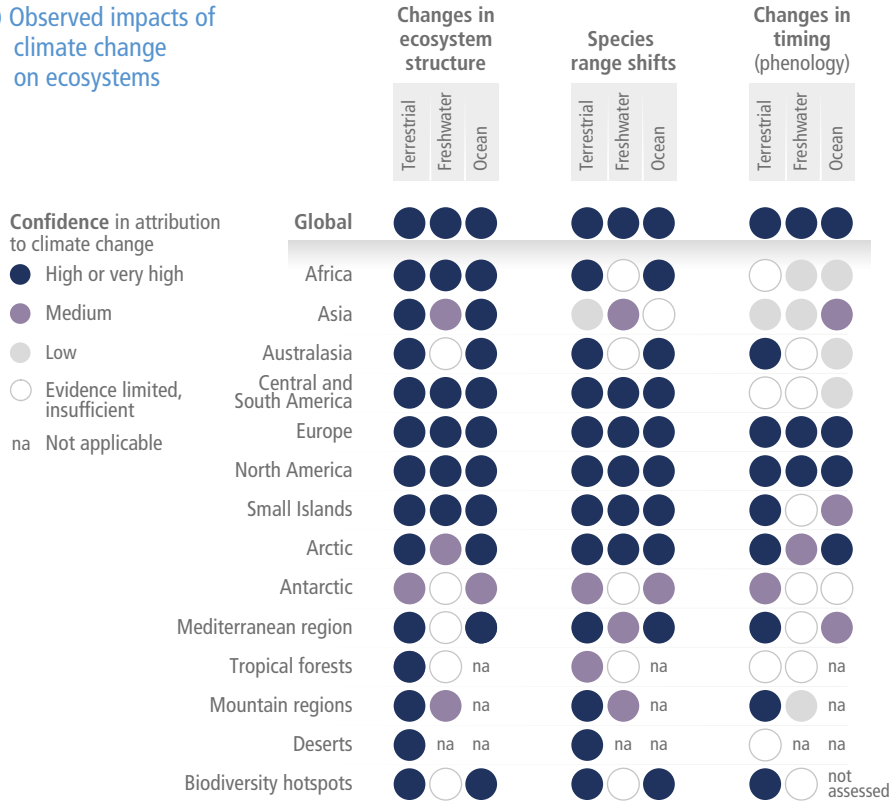 Observed impacts of
climate change
on ecosystems
Changes in
ecosystem
structure
Species
range shifts
Changes in
timing
(phenology)
Terrestrial
Freshwater
Ocean
Terrestrial
Freshwater
Ocean
Terrestrial
Freshwater
Ocean
Confidence in attribution
to climate change
High or very high
Medium
Low
Evidence limited,
insufficient
na Not applicable
Global
Africa
Asia
Australasia
Central and
South America
Europe
North America
Small Islands
Arctic
Antarctic
Mediterranean region
Tropical forests na na na
Mountain regions na na na
Deserts na na na na na na
Biodiversity hotspots not
assessed